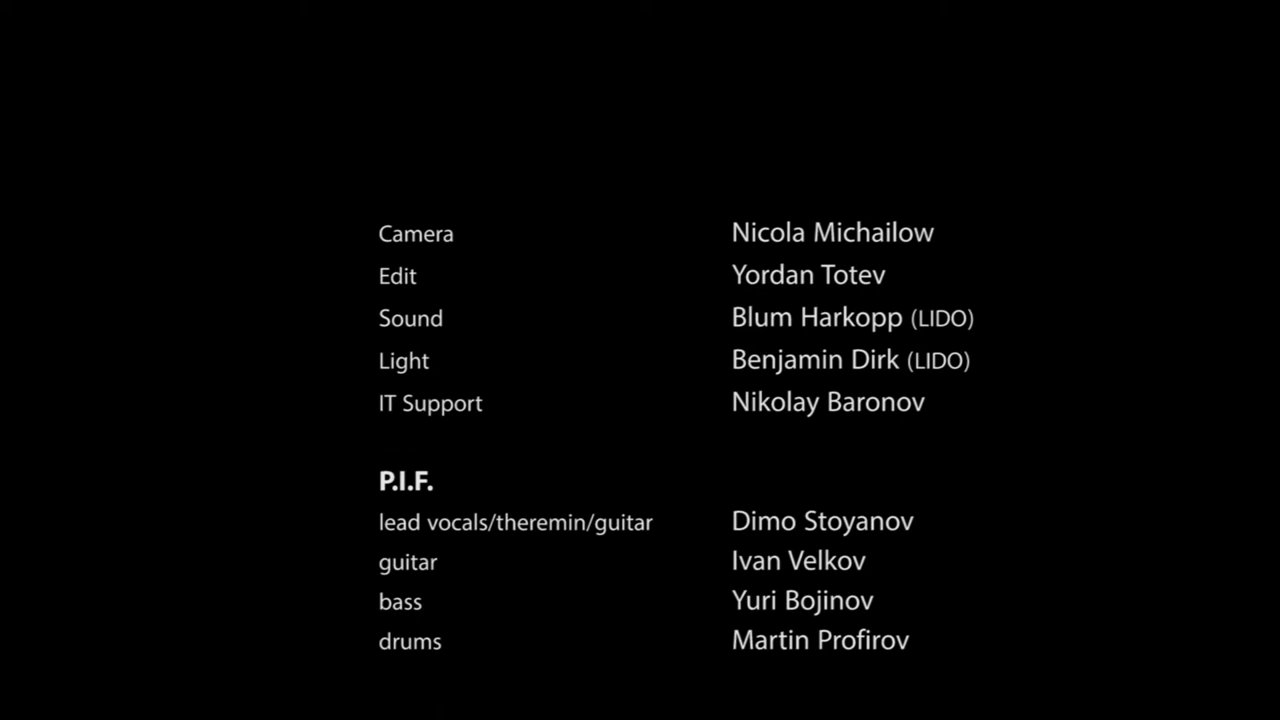 Camera Nicola Michailow
Edit Yordan Totev
Sound Blum Harkopp (LIDO)
Light Benjamin Dirk (LIDO)
IT Support Nikolay Baronov
P.I.F.
lead vocals/theremin/guitar Dimo Stoyanov
guitar Ivan Velkov
bass Yuri Bojinov
drums Martin Profirov